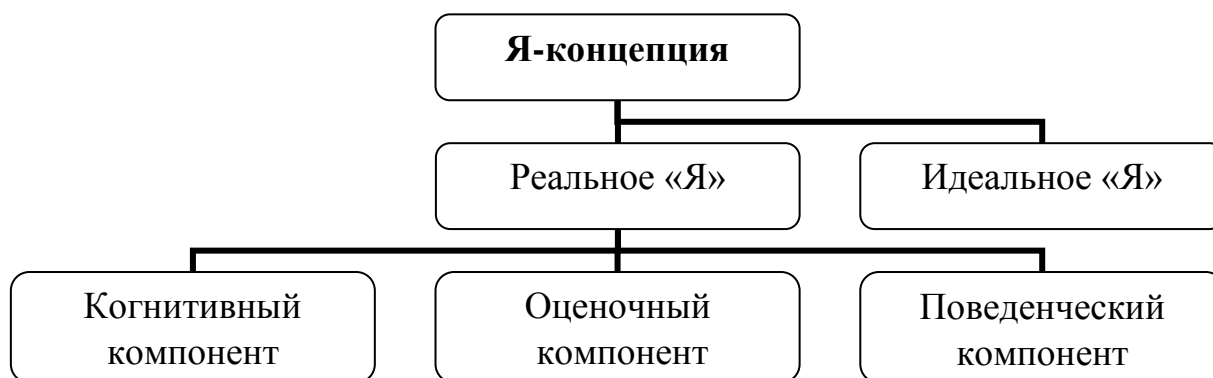 Я-концепция
Реальное «Я»
Идеальное «Я»
Когнитивный
компонент
Оценочный
компонент
Поведенческий
компонент